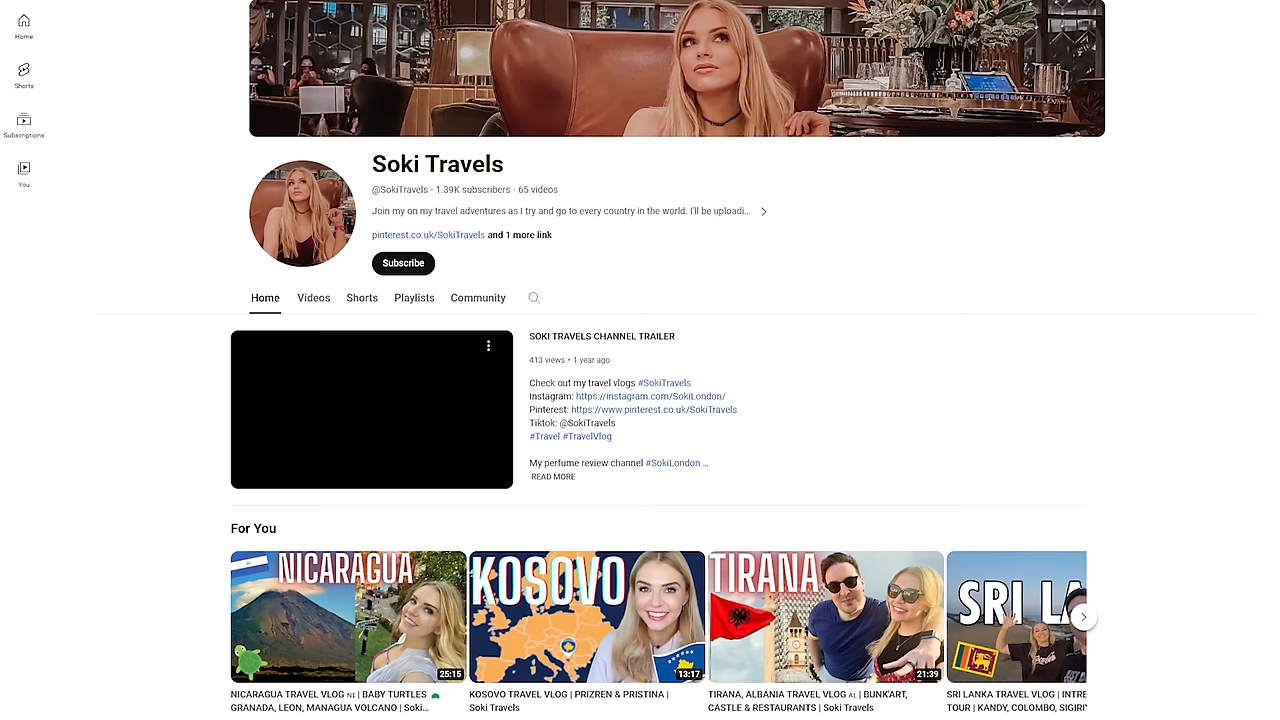 Home
Shorts
Subscriptions
You
Soki Travels
@SokiTravels · 1.39K subscribers · 65 videos
Join my on my travel adventures as I try and go to every country in the world. I'll be uploadi...
pinterest.co.uk/SokiTravels and 1 more link
Subscribe
Home Videos Shorts Playlists Community
SOKI TRAVELS CHANNEL TRAILER
413 views • 1 year ago
Check out my travel vlogs #SokiTravels
Instagram: https://instagram.com/SokiLondon/
Pinterest: https://www.pinterest.co.uk/SokiTravels
Tiktok: @SokiTravels
#Travel #TravelVlog
My perfume review channel #SokiLondon ...
READ MORE
For You
NICARAGUA
25:15
NICARAGUA TRAVEL VLOG NI | BABY TURTLES
GRANADA, LEON, MANAGUA VOLCANO | Soki...
KOSOVO
13:17
KOSOVO TRAVEL VLOG | PRIZREN & PRISTINA |
Soki Travels
TIRANA
21:39
TIRANA, ALBANIA TRAVEL VLOG AL | BUNK'ART,
CASTLE & RESTAURANTS | Soki Travels
SRI LA
SRI LANKA TRAVEL VLOG | INTRE
TOUR | KANDY, COLOMBO, SIGIRI